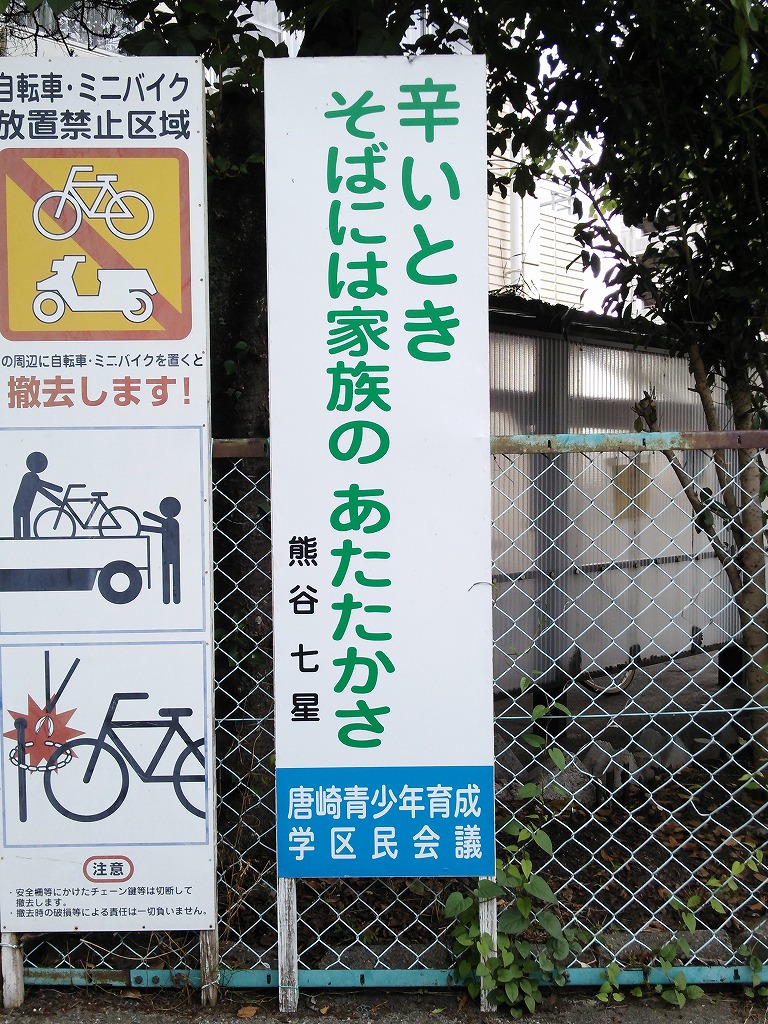 自転車・ミニバイク
放置禁止区域
の周辺に自転車・ミニバイクを置くと
撤去します!
注意
・安全柵等にかけたチェーン鍵等は切断して
撤去します。
・撤去時の破損等による責任は一切負いません。
辛いとき
そばには家族の あたたかさ
熊谷七星
唐崎青少年育成
学区民会議